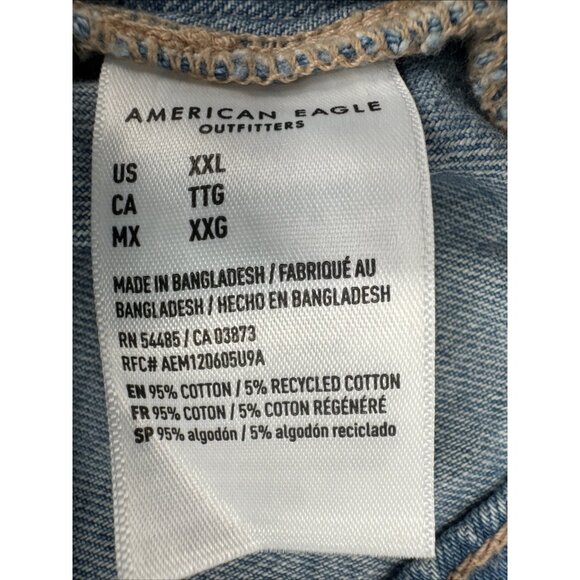 AMERICAN EAGLE
OUTFITTERS
US XXL
CA TTG
MX XXG
MADE IN BANGLADESH / FABRIQUÉ AU
BANGLADESH / HECHO EN BANGLADESH
RN 54485 / CA 03873
RFC# AEM120605U9A
EN 95% COTTON / 5% RECYCLED COTTON
FR 95% COTON / 5% COTON RÉGÉNÉRÉ
SP 95% algodón / 5% algodon reciclado